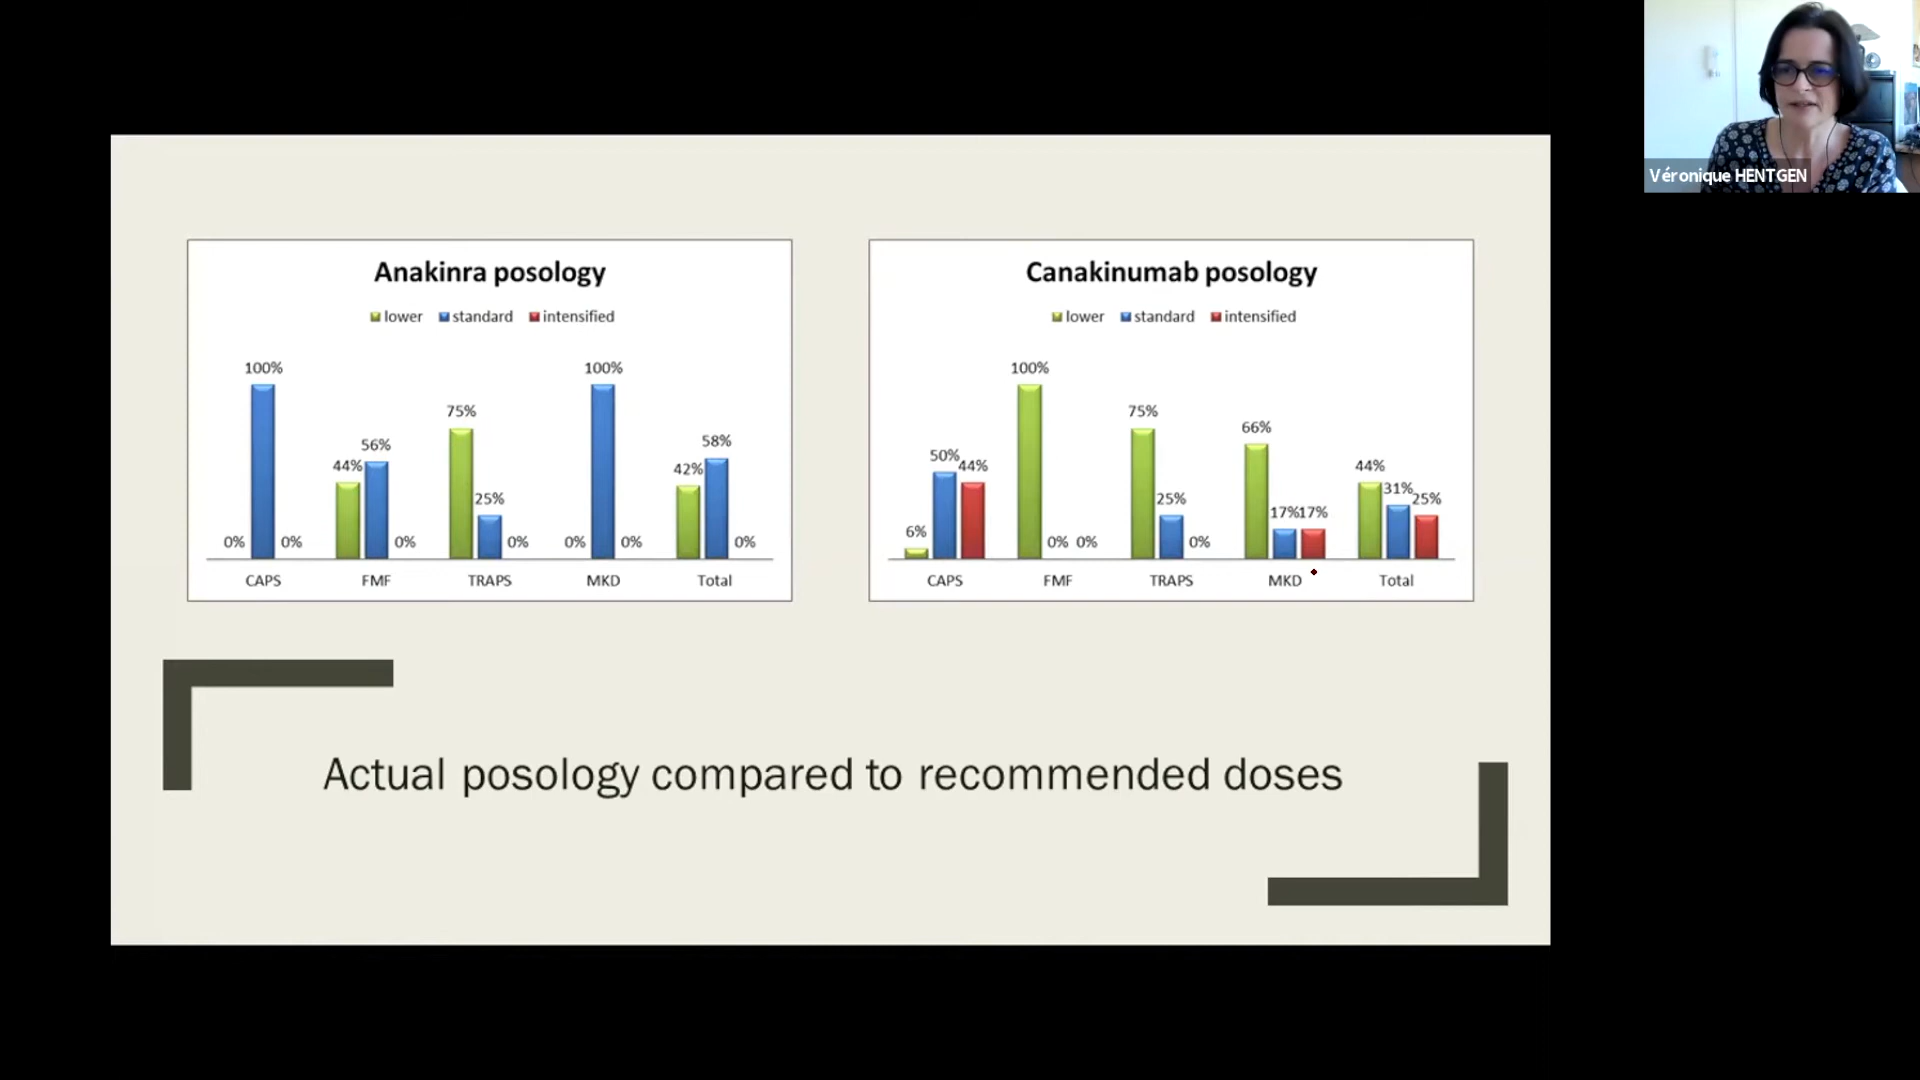 Véronique HENTGEN
Anakinra posology
lower standard intensified
100%
100%
75%
56%
58%
44%
42%
25%
0% 0% 0% 0% 0% 0% 0%
CAPS FMF TRAPS MKD Total
Canakinumab posology
lower standard intensified
100%
75%
66%
50%
44%
44%
31%
25%
25%
17%17%
6%
0% 0% 0%
CAPS FMF TRAPS MKD Total
Actual posology compared to recommended doses